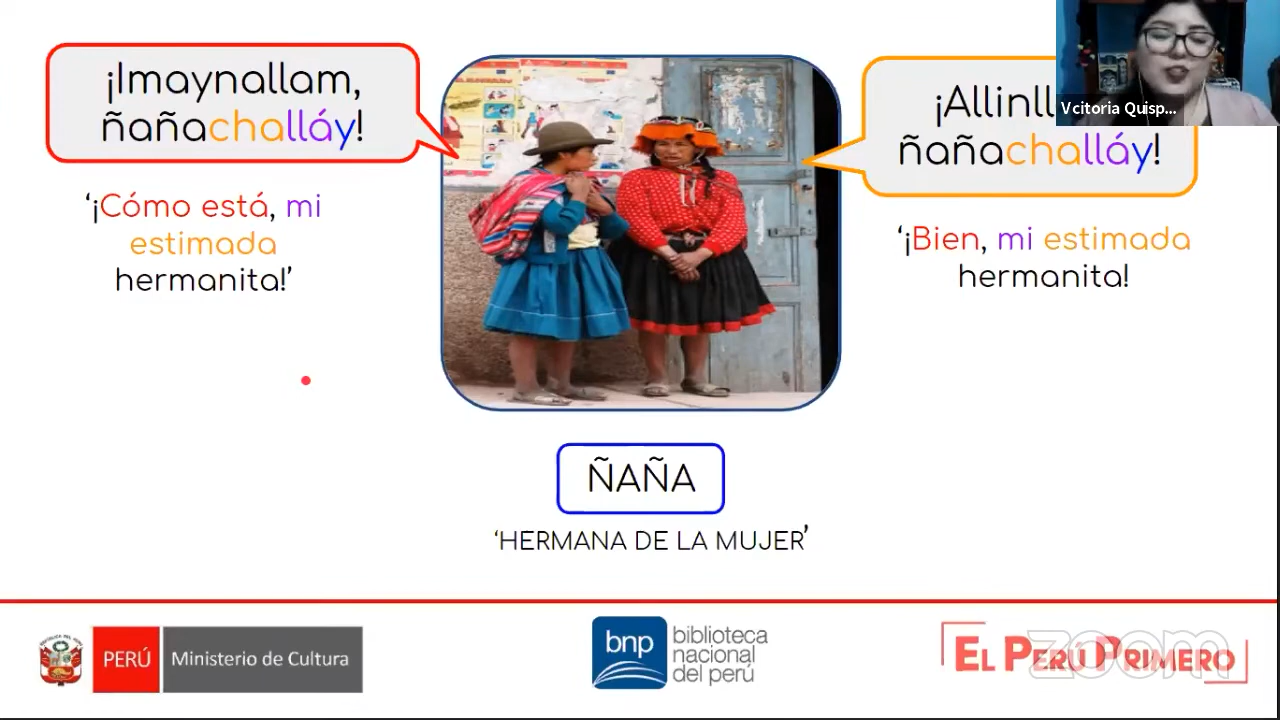 ¡Imaynallam,
ñañachalláy!
‘¡Cómo está, mi
estimada
hermanita!’
ñañachalláy!
‘¡Bien, mi estimada
hermanita!
Vcitoria Quisp...
ÑAÑA
‘HERMANA DE LA MUJER’
PERÚ
Ministerio de Cultura
bnp
biblioteca
nacional
del perú
EL PERÚ PRIMERO
zoom